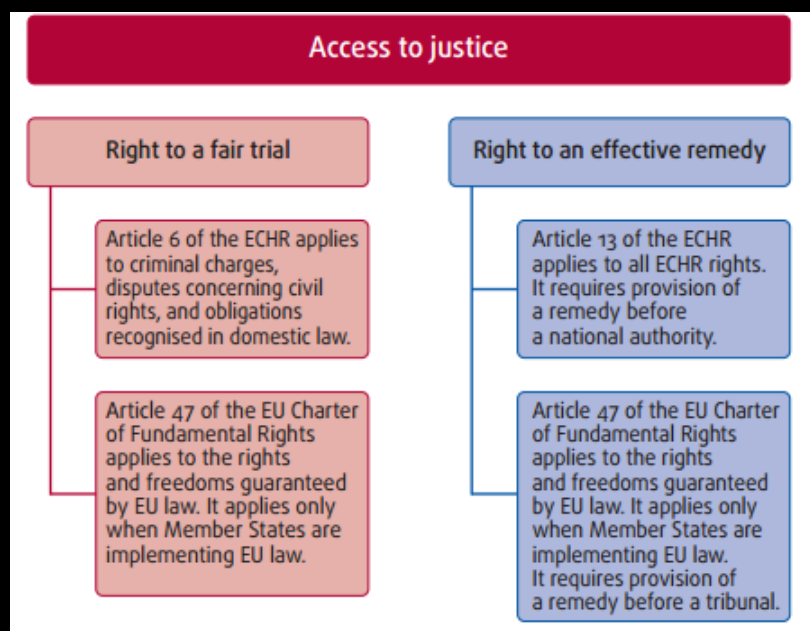 Access to justice
Right to a fair trial
Article 6 of the ECHR applies
to criminal charges,
disputes concerning civil
rights, and obligations
recognised in domestic law.
Article 47 of the EU Charter
of Fundamental Rights
applies to the rights
and freedoms guaranteed
by EU law. It applies only
when Member States are
implementing EU law.
Right to an effective remedy
Article 13 of the ECHR
applies to all ECHR rights.
It requires provision of
a remedy before
a national authority.
Article 47 of the EU Charter
of Fundamental Rights
applies to the rights
and freedoms guaranteed
by EU law. It applies only
when Member States are
implementing EU law.
It requires provision of
a remedy before a tribunal.